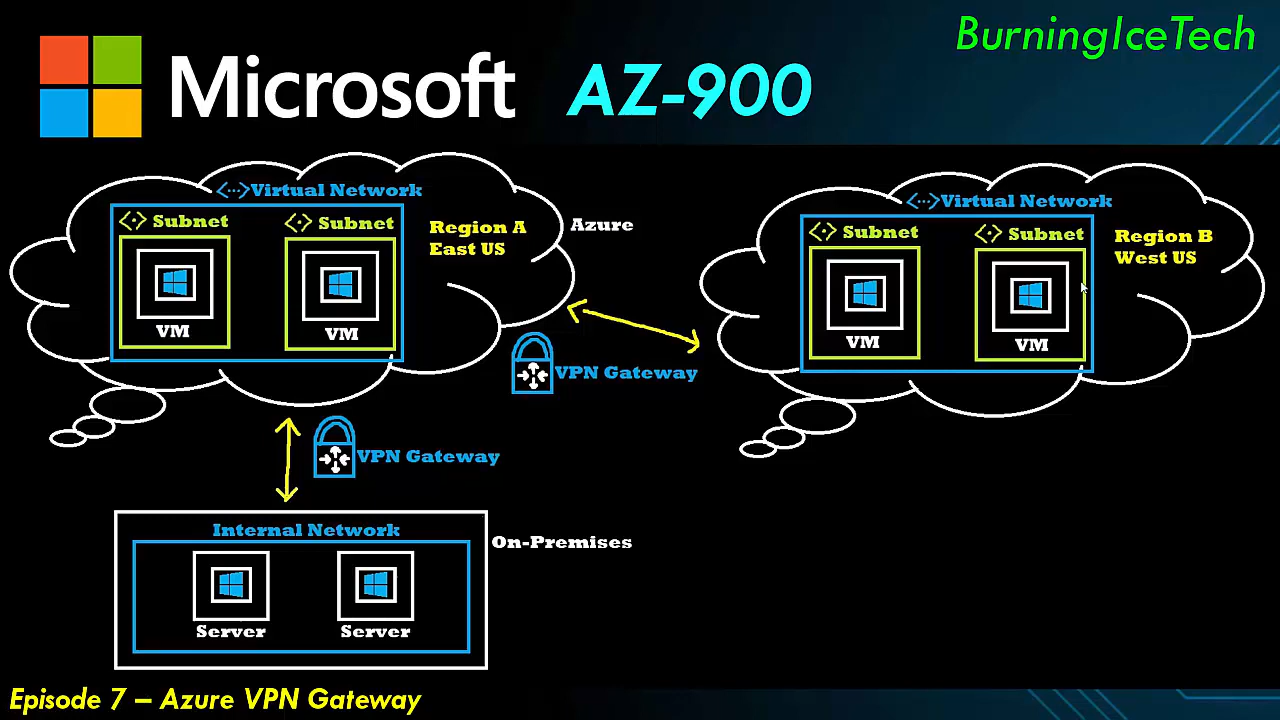 BurningIceTech
Microsoft AZ-900
Virtual Network
Subnet
Subnet
VM
VM
Region A
East US
Azure
Virtual Network
Subnet
Subnet
VM
VM
Region B
West US
VPN Gateway
VPN Gateway
Internal Network
On-Premises
Server
Server
Episode 7 – Azure VPN Gateway